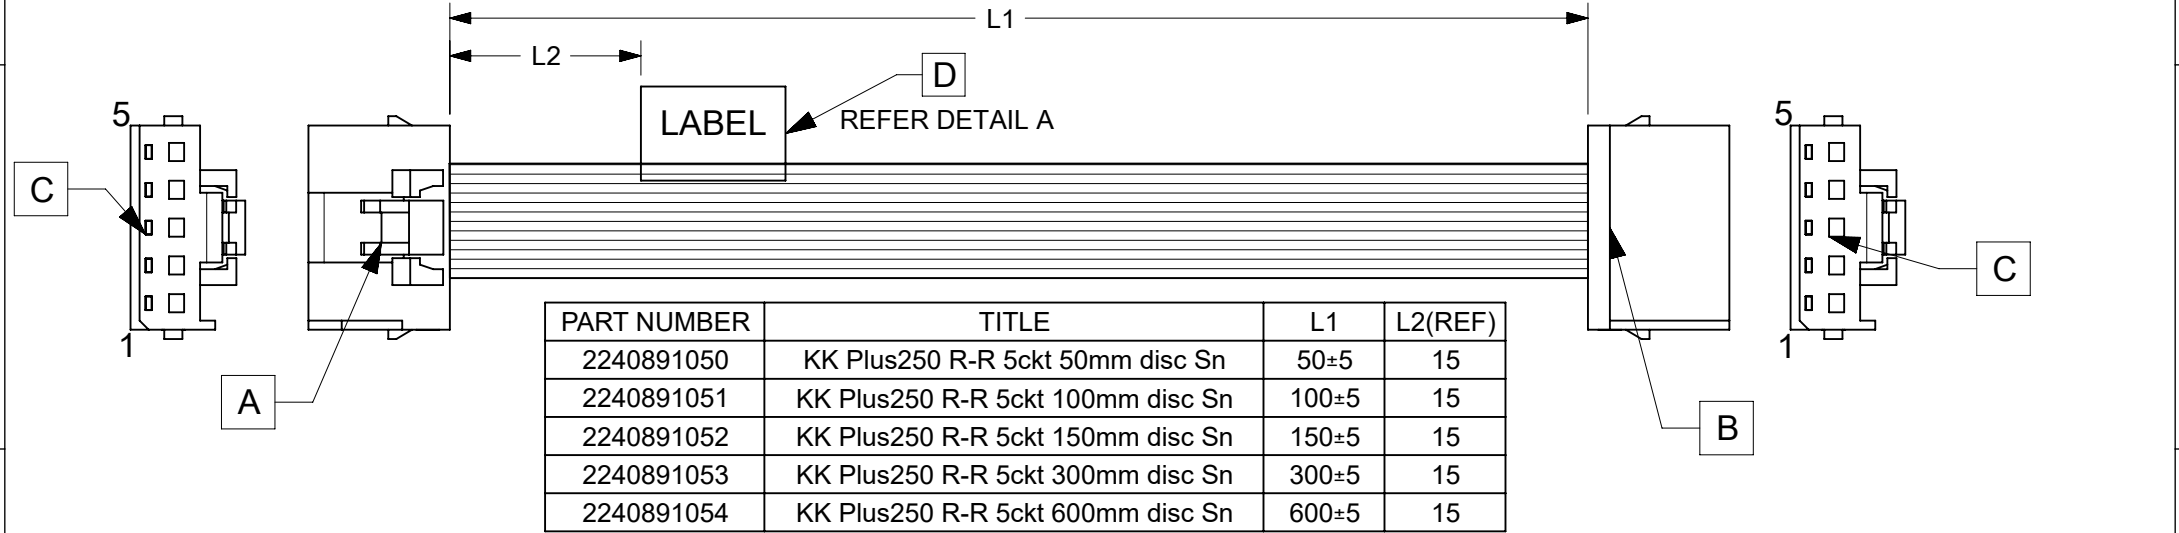 L1
L2
D
LABEL
REFER DETAIL A
5
5
C
C
1
1
A
B
PART NUMBER TITLE L1 L2(REF)
2240891050 KK Plus250 R-R 5ckt 50mm disc Sn 50±5 15
2240891051 KK Plus250 R-R 5ckt 100mm disc Sn 100±5 15
2240891052 KK Plus250 R-R 5ckt 150mm disc Sn 150±5 15
2240891053 KK Plus250 R-R 5ckt 300mm disc Sn 300±5 15
2240891054 KK Plus250 R-R 5ckt 600mm disc Sn 600±5 15